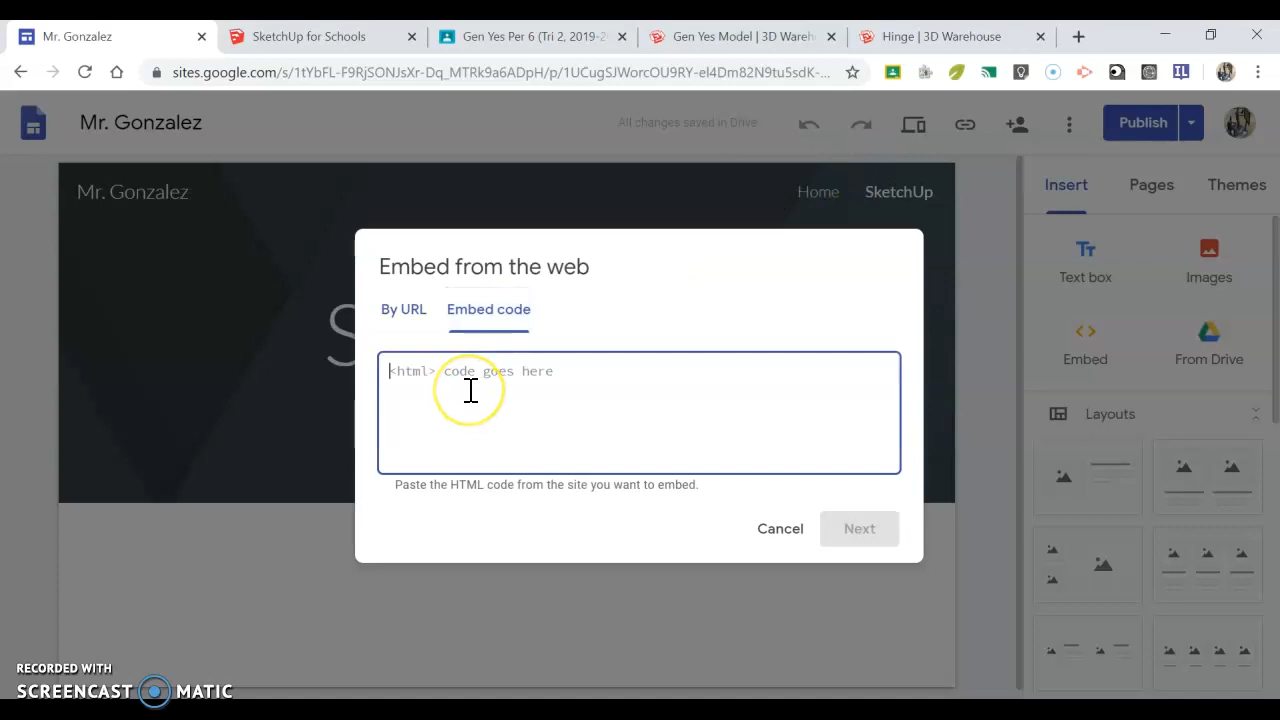 Mr. Gonzalez
SketchUp for Schools
Gen Yes Per 6 (Tri 2, 2019-2
Gen Yes Model | 3D Wareh
Hinge | 3D Warehouse
sites.google.com/s/1tYbFL-F9RjSONJsXr-Dq_MTRk9a6ADpH/p/1UCugSJWorcOU9RY-el4Dm82N9tu5sdK-...
IL
Mr. Gonzalez
All changes saved in Drive
Publish
Mr. Gonzalez
Home
SketchUp
Insert
Pages
Themes
S
Embed from the web
By URL
Embed code
<html> code goes here
Paste the HTML code from the site you want to embed.
Cancel
Next
Tт
Text box
Images
Embed
From Drive
Layouts
RECORDED WITH
SCREENCAST MATIC